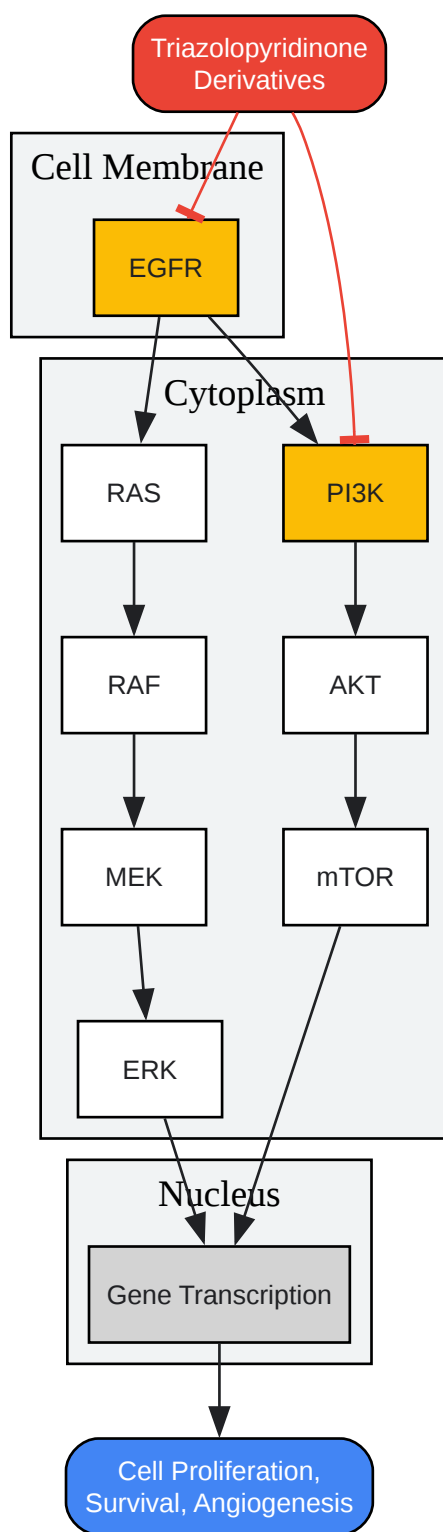 Triazolopyridinone
Derivatives
Cell Membrane
EGFR
Cytoplasm
RAS
PI3K
RAF
AKT
MEK
mTOR
ERK
Nucleus
Gene Transcription
Cell Proliferation,
Survival, Angiogenesis